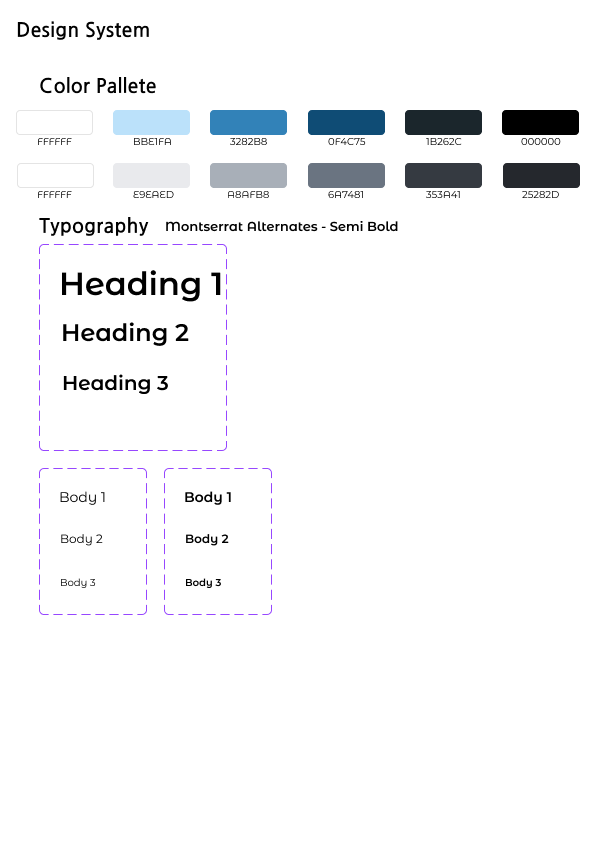 Design System
Color Pallete
FFFFFF BBE1FA 3282B8 0F4C75 1B262C 000000
FFFFFF E9EAED A8AFB8 6A7481 353A41 25282D
Typography Montserrat Alternates - Semi Bold
Heading 1
Heading 2
Heading 3
Body 1 Body 1
Body 2 Body 2
Body 3 Body 3